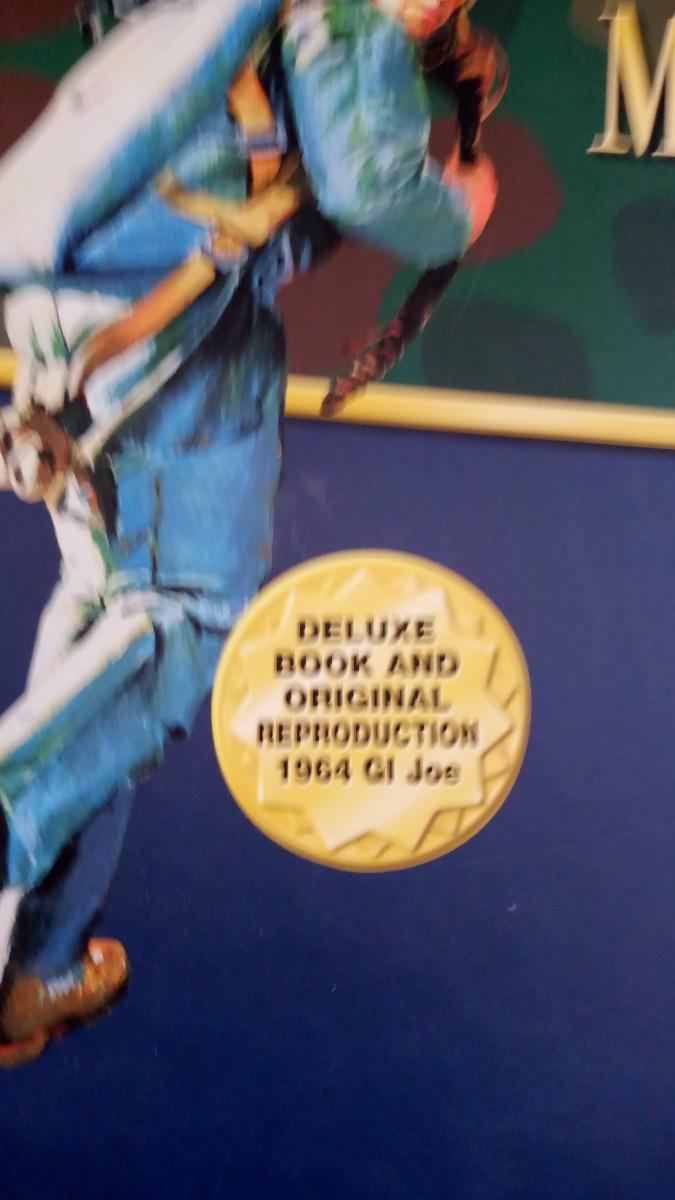 M
DELUXE
BOOK AND
ORIGINAL
REPRODUCTION
1964 GI Joe